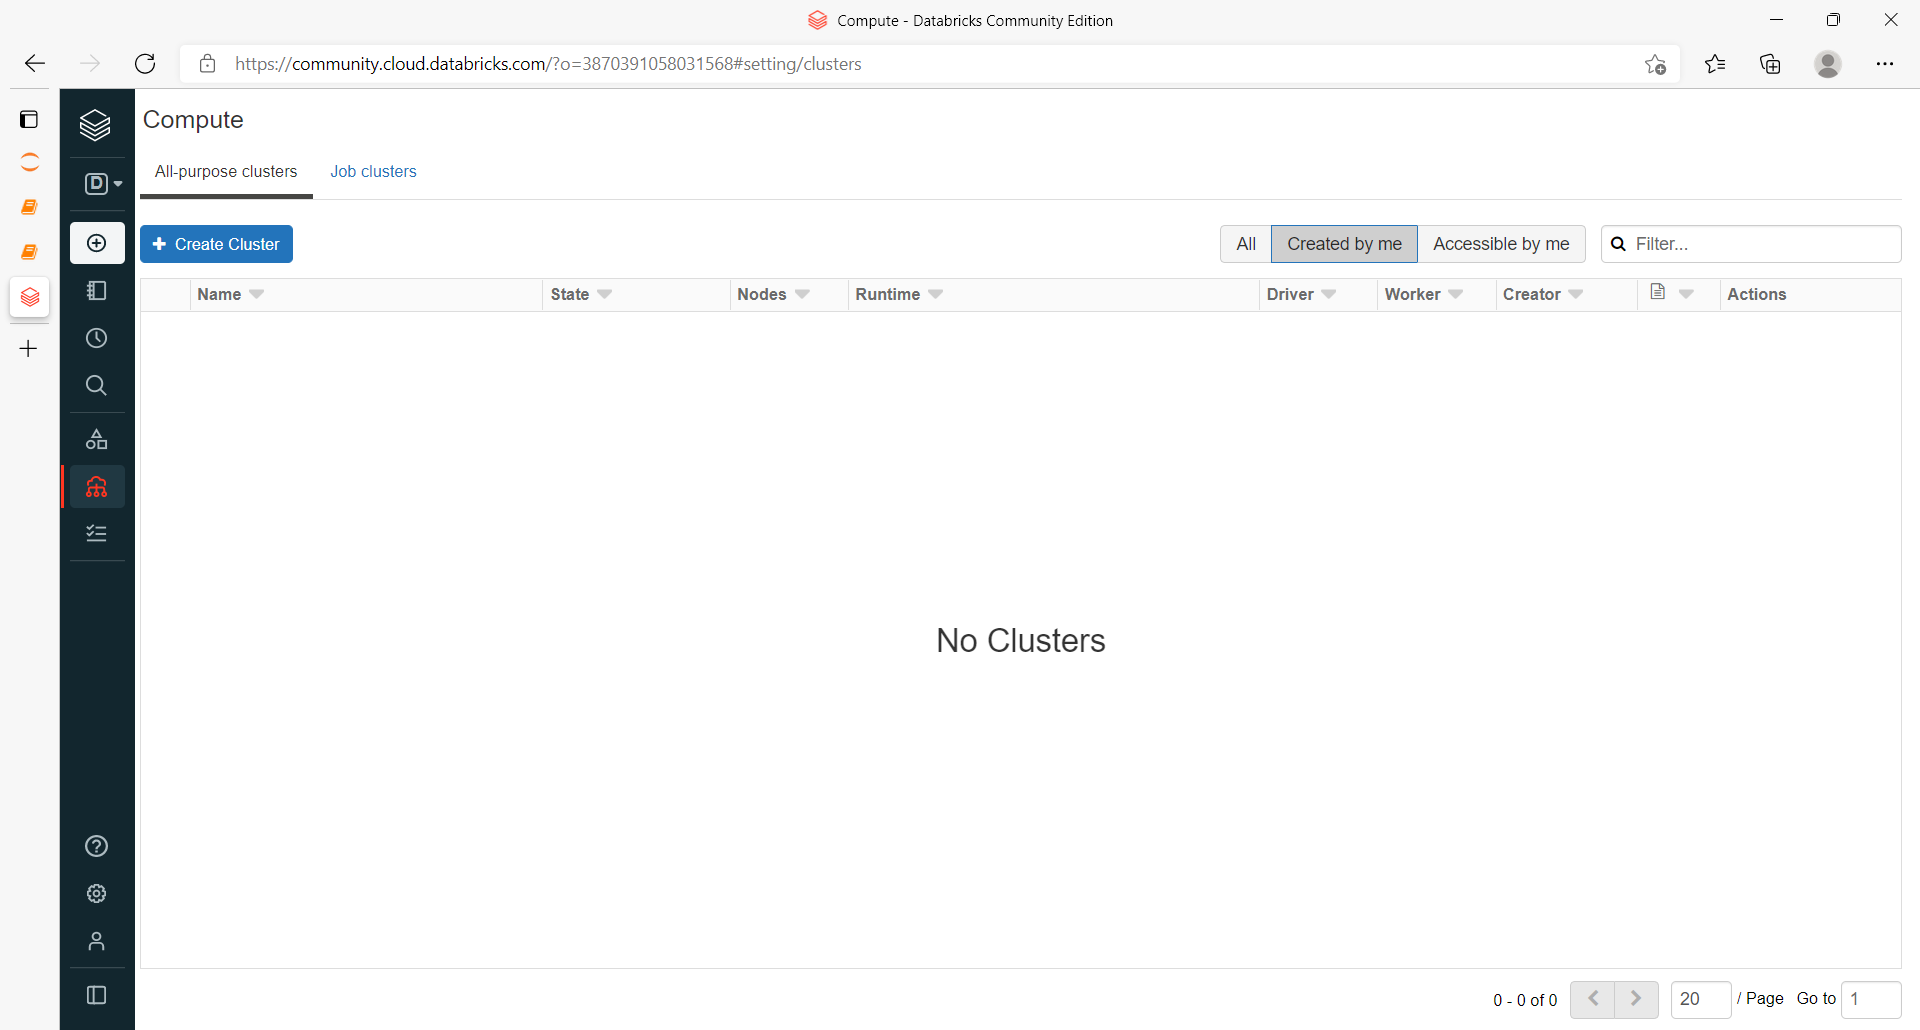 Compute - Databricks Community Edition
https://community.cloud.databricks.com/?o=3870391058031568#setting/clusters
Compute
D
All-purpose clusters Job clusters
+ Create Cluster All Created by me Accessible by me Filter...
Name State Nodes Runtime Driver Worker Creator Actions
No Clusters
0 - 0 of 0 20 / Page Go to 1